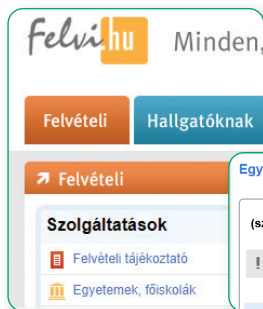 Felvi.hu Minden,
Felvételi Hallgatóknak
Felvételi
Szolgáltatások
Felvételi tájékoztató
Egyetemek, főiskolák
Egy
(sz
!